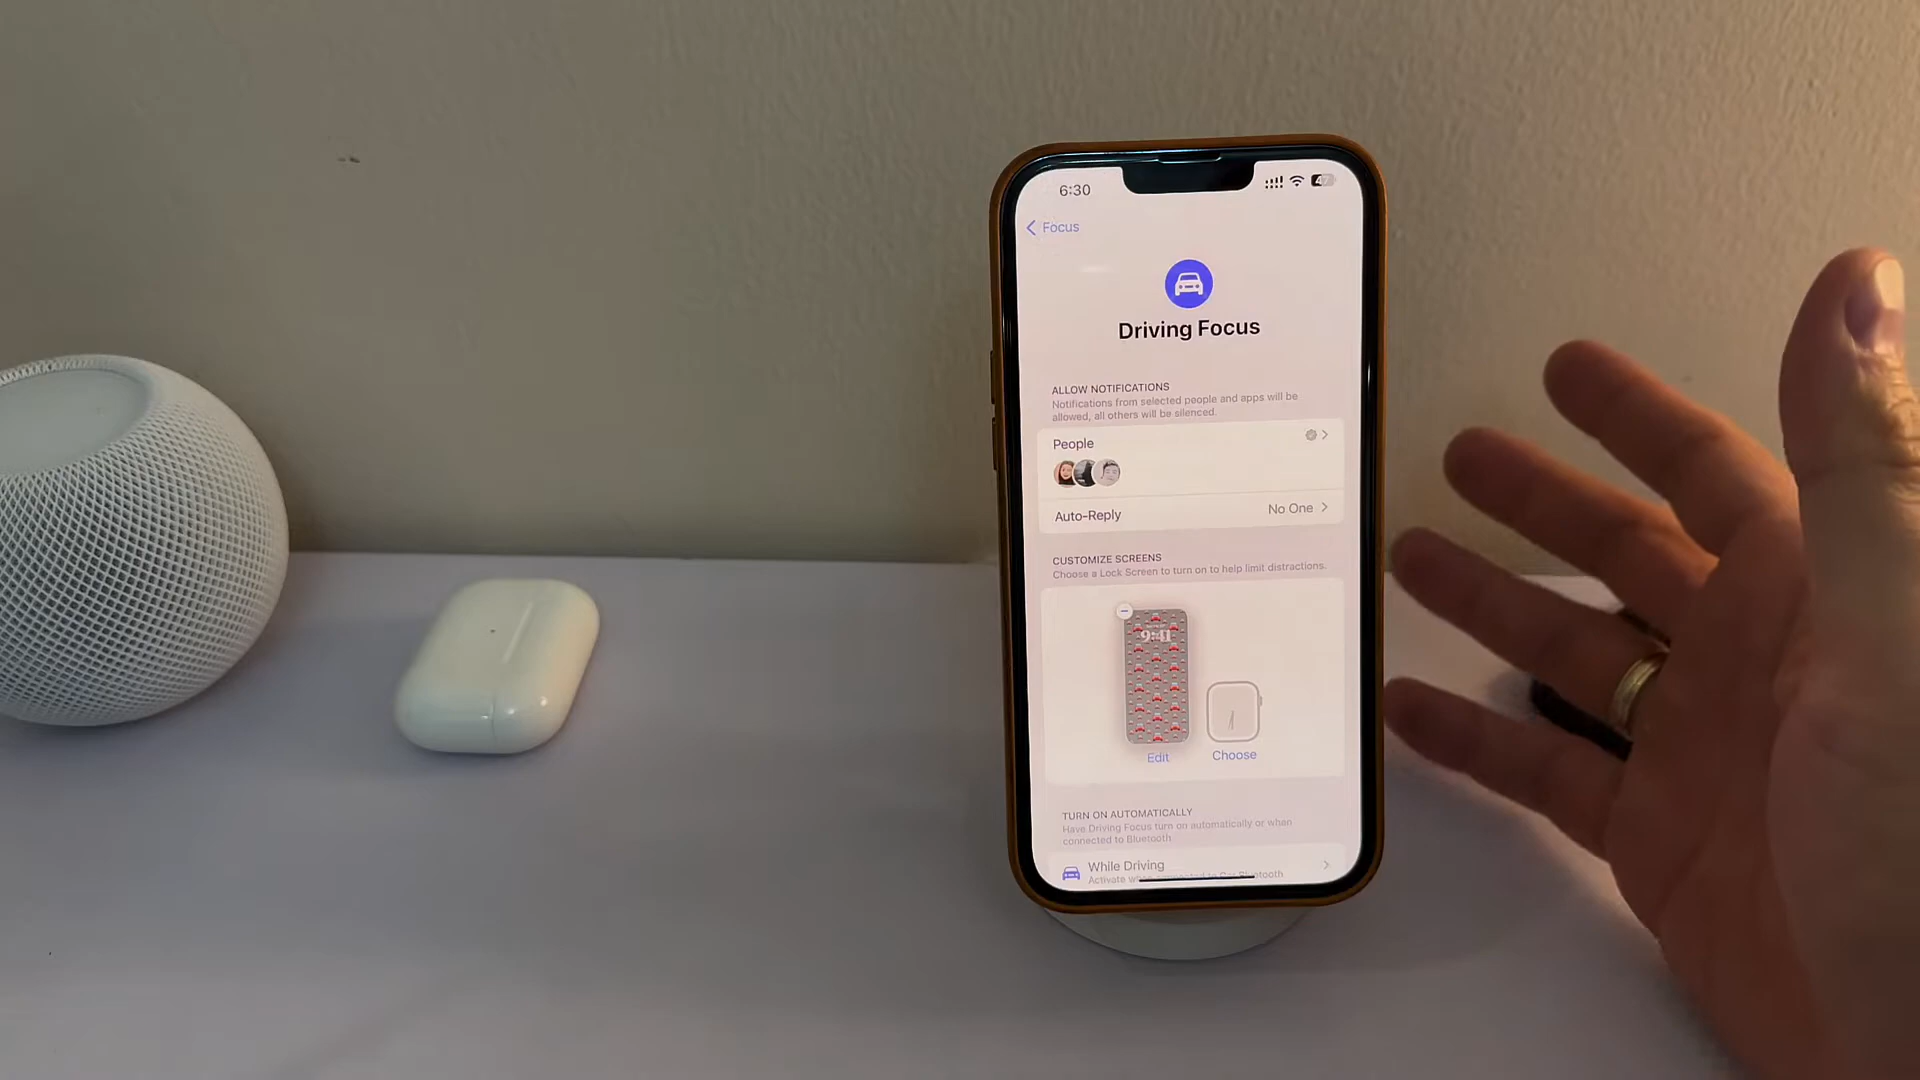 6:30
47
Focus
Driving Focus
ALLOW NOTIFICATIONS
Notifications from selected people and apps will be
allowed, all others will be silenced.
People
Auto-Reply No One
CUSTOMIZE SCREENS
Choose a Lock Screen to turn on to help limit distractions.
9:41
Edit Choose
TURN ON AUTOMATICALLY
Have Driving Focus turn on automatically or when
connected to Bluetooth
While Driving
Activate Bluetooth